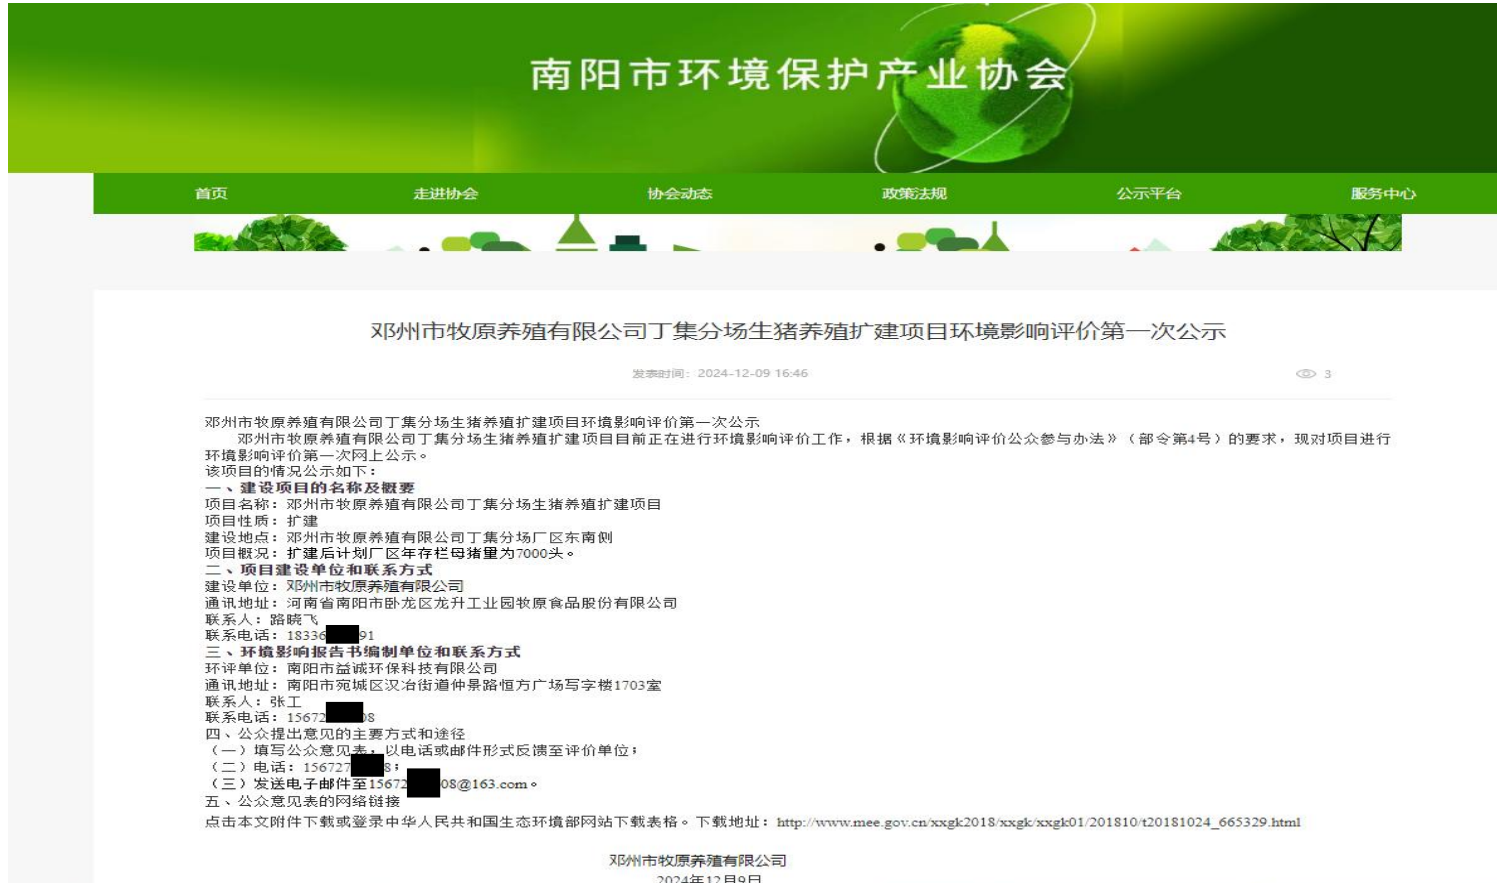 南阳市环境保护产业协会
首页 走进协会 协会动态 政策法规 公示平台 服务中心
邓州市牧原养殖有限公司丁集分场生猪养殖扩建项目环境影响评价第一次公示
发表时间：2024-12-09 16:46 3
邓州市牧原养殖有限公司丁集分场生猪养殖扩建项目环境影响评价第一次公示
邓州市牧原养殖有限公司丁集分场生猪养殖扩建项目目前正在进行环境影响评价工作，根据《环境影响评价公众参与办法》（部令第4号）的要求，现对项目进行
环境影响评价第一次网上公示。
该项目的情况公示如下：
一、建设项目的名称及概要
项目名称：邓州市牧原养殖有限公司丁集分场生猪养殖扩建项目
项目性质：扩建
建设地点：邓州市牧原养殖有限公司丁集分场厂区东南侧
项目概况：扩建后计划厂区年存栏母猪量为7000头。
二、项目建设单位和联系方式
建设单位：邓州市牧原养殖有限公司
通讯地址：河南省南阳市卧龙区龙升工业园牧原食品股份有限公司
联系人：路晓飞
联系电话：18336 91
三、环境影响报告书编制单位和联系方式
环评单位：南阳市益诚环保科技有限公司
通讯地址：南阳市宛城区汉冶街道仲景路恒方广场写字楼1703室
联系人：张工
联系电话：15672 08
四、公众提出意见的主要方式和途径
（一）填写公众意见表，以电话或邮件形式反馈至评价单位；
（二）电话：156727 8；
（三）发送电子邮件至15672 08@163.com。
五、公众意见表的网络链接
点击本文附件下载或登录中华人民共和国生态环境部网站下载表格。下载地址：http://www.mee.gov.cn/xxgk2018/xxgk/xxgk01/201810/t20181024_665329.html
邓州市牧原养殖有限公司
2024年12月9日